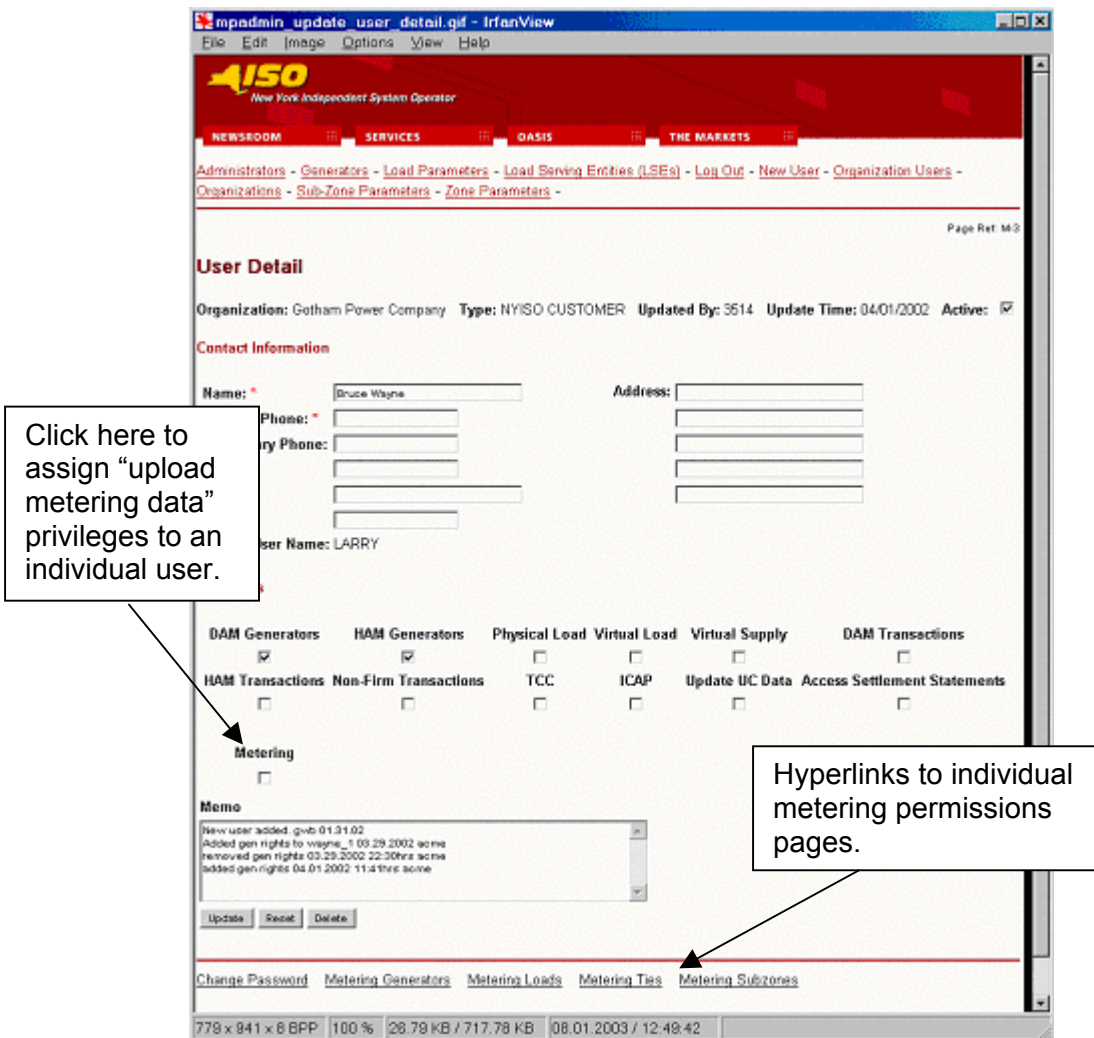 mpadmin_update_user_detail.gif - IrfanView
File Edit Image Options View Help
ISO
New York Independent System Operator
NEWSROOM SERVICES OASIS THE MARKETS
Administrators - Generators - Load Parameters - Load Serving Entities (LSEs) - Log Out - New User - Organization Users -
Organizations - Sub-Zone Parameters - Zone Parameters -
Page Ref: M-3
User Detail
Organization: Gotham Power Company Type: NYISO CUSTOMER Updated By: 3514 Update Time: 04/01/2002 Active:
Contact Information
Name: * Bruce Wayne Address:
Phone: *
ry Phone:
ser Name: LARRY
Click here to
assign “upload
metering data”
privileges to an
individual user.
DAM Generators HAM Generators Physical Load Virtual Load Virtual Supply DAM Transactions
HAM Transactions Non-Firm Transactions TCC ICAP Update UC Data Access Settlement Statements
Metering
Hyperlinks to individual
metering permissions
pages.
Memo
New user added. gwb 01.31.02
Added gen rights to wayne_1 03.29.2002 acme
removed gen rights 03.29.2002 22:30hrs acme
added gen rights 04.01.2002 11:41hrs acme
Update Reset Delete
Change Password Metering Generators Metering Loads Metering Ties Metering Subzones
779 x 941 x 8 BPP 100 % 26.79 KB / 717.78 KB 08.01.2003 / 12:49:42